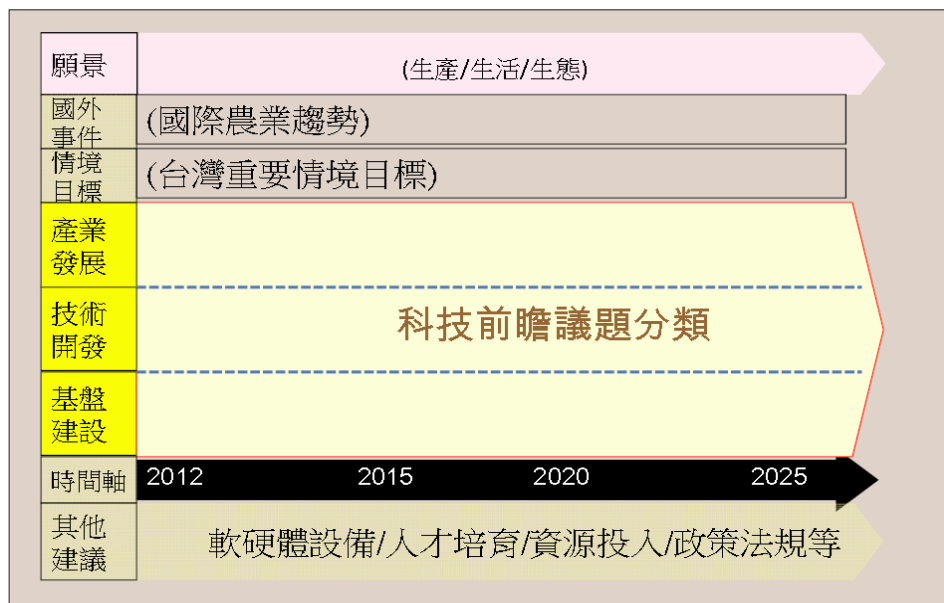 願景
(生產/生活/生態)
國外
事件
(國際農業趨勢)
情境
目標
(台灣重要情境目標)
產業
發展
技術
開發
科技前瞻議題分類
基盤
建設
時間軸
2012 2015 2020 2025
其他
建議
軟硬體設備/人才培育/資源投入/政策法規等